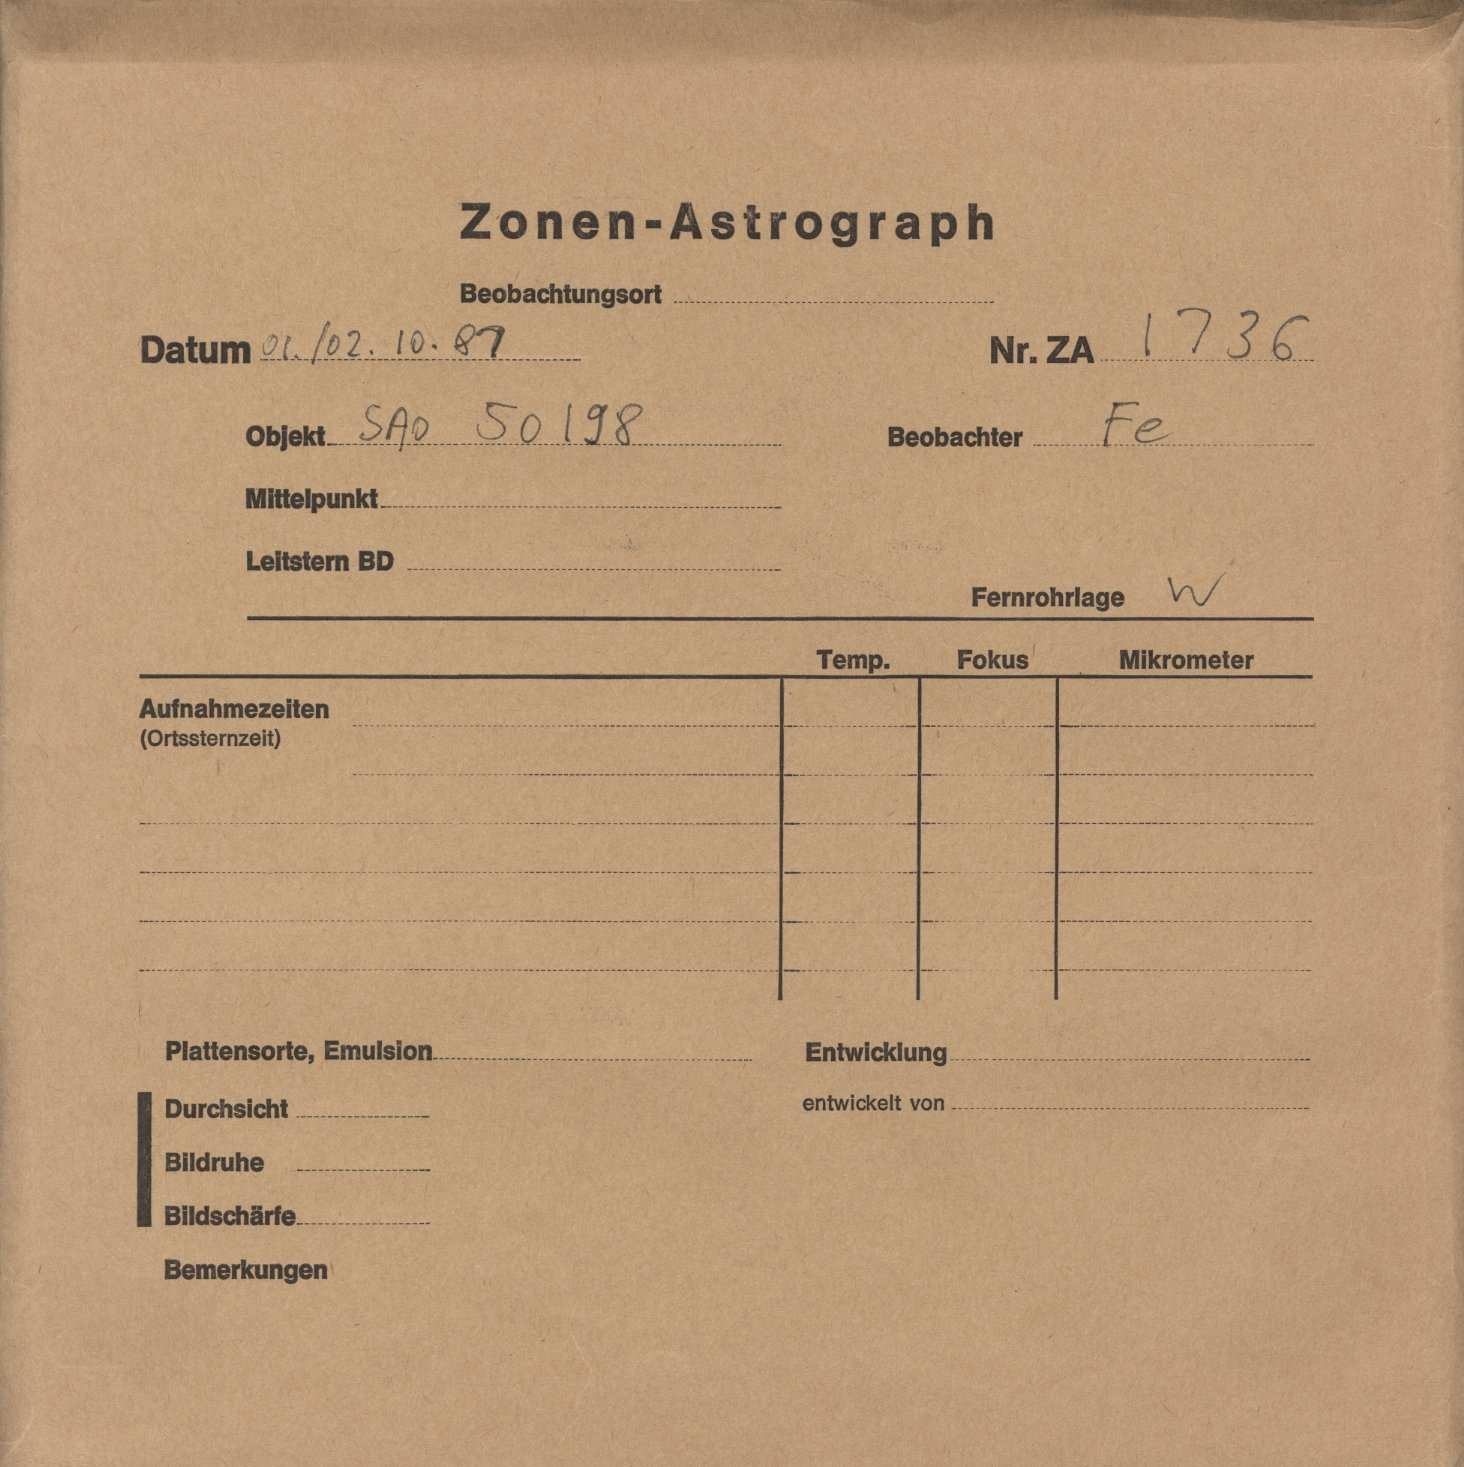 Zonen-Astrograph
Beobachtungsort
Datum 01./02. 10. 87 Nr. ZA 1736
Objekt SAO 50198 Beobachter Fe
Mittelpunkt
Leitstern BD
Fernrohrlage W
Temp. Fokus Mikrometer
Aufnahmezeiten
(Ortssternzeit)
Plattensorte, Emulsion Entwicklung
Durchsicht entwickelt von
Bildruhe
Bildschärfe
Bemerkungen